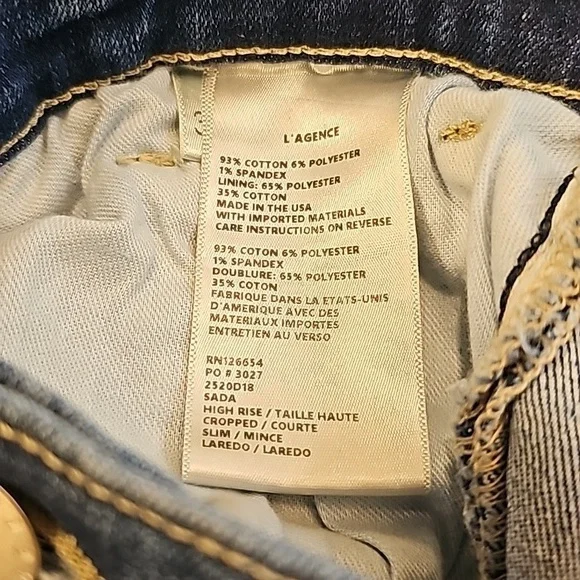 L'AGENCE
93% COTTON 6% POLYESTER
1% SPANDEX
LINING: 65% POLYESTER
35% COTTON
MADE IN THE USA
WITH IMPORTED MATERIALS
CARE INSTRUCTIONS ON REVERSE
93% COTON 6% POLYESTER
1% SPANDEX
DOUBLURE: 65% POLYESTER
35% COTON
FABRIQUE DANS LA ETATS-UNIS
D'AMERIQUE AVEC DES
MATERIAUX IMPORTES
ENTRETIEN AU VERSO
RN126654
PO # 3027
2520D18
SADA
HIGH RISE / TAILLE HAUTE
CROPPED / COURTE
SLIM / MINCE
LAREDO / LAREDO